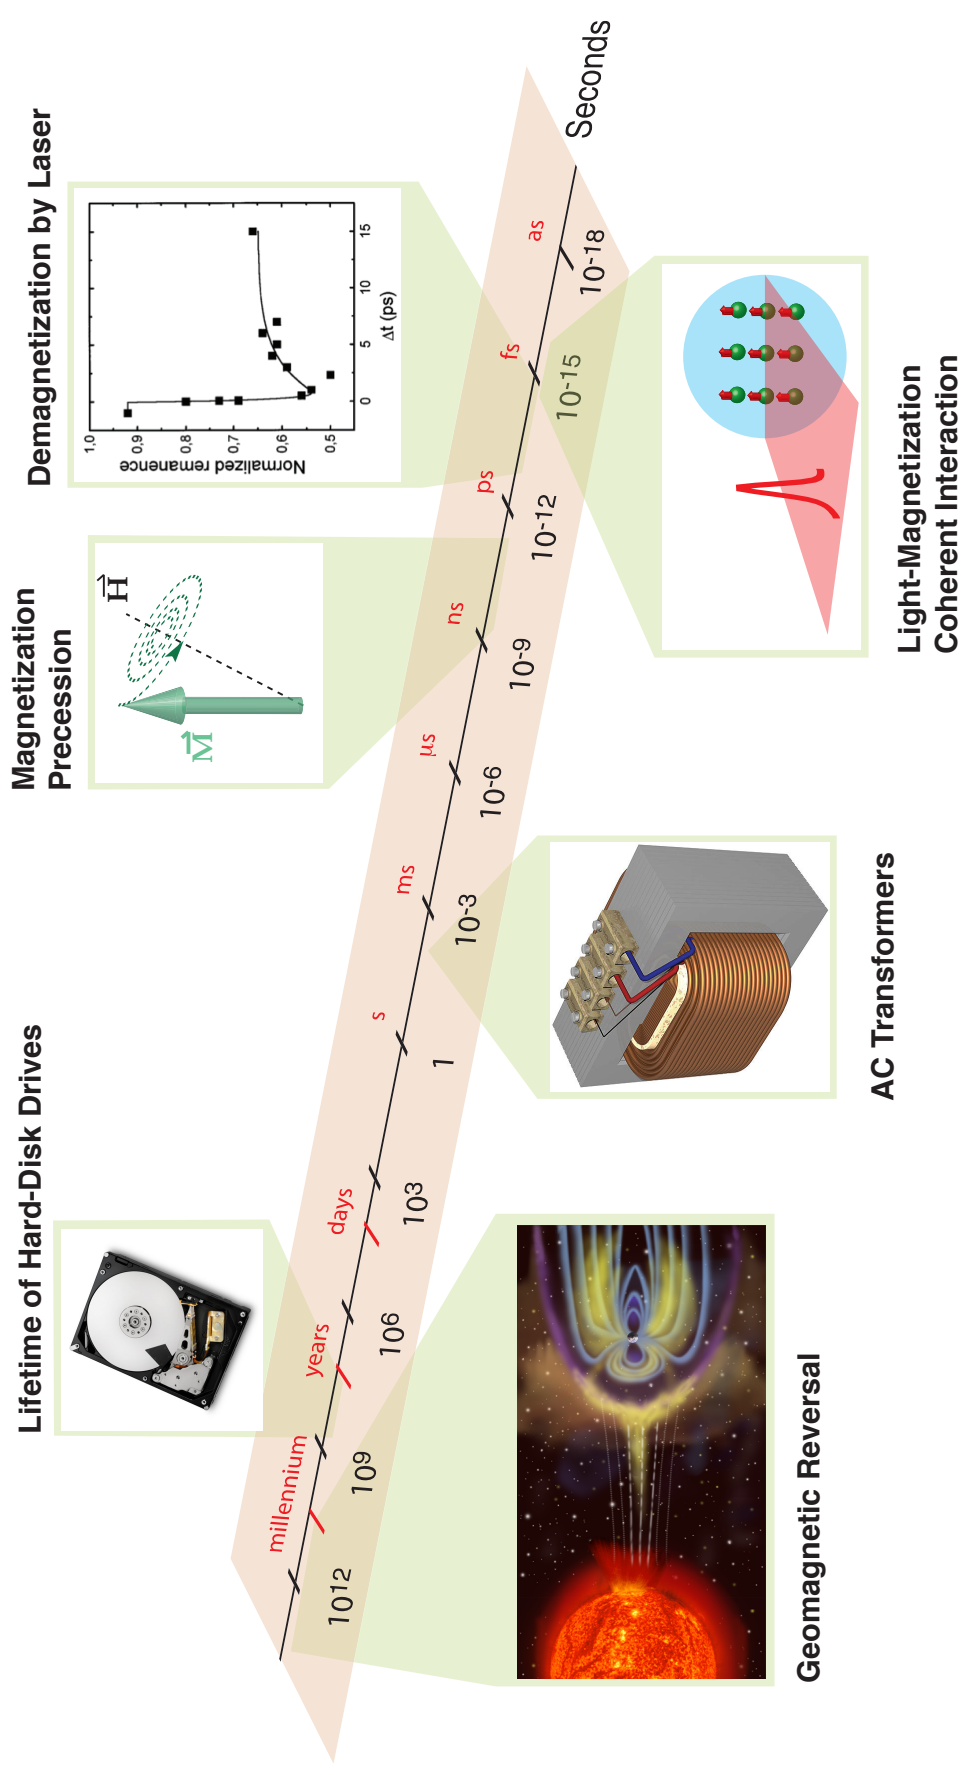 Lifetime of Hard-Disk Drives
Magnetization
Precession
Demagnetization by Laser
M
H
Normalized remanence
1,0
0,9
0,8
0,7
0,6
0,5
0
5
10
15
Δt (ps)
millennium
years
days
s
ms
μs
ns
ps
fs
as
10¹²
10⁹
10⁶
10³
1
10⁻³
10⁻⁶
10⁻⁹
10⁻¹²
10⁻¹⁵
10⁻¹⁸
Seconds
Geomagnetic Reversal
AC Transformers
Light-Magnetization
Coherent Interaction